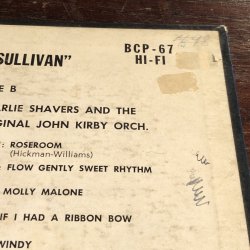 BCP-67
SULLIVAN"
HI-FI
E B
RLIE SHAVERS AND THE
GINAL JOHN KIRBY ORCH.
: ROSEROOM
(Hickman-Williams)
: FLOW GENTLY SWEET RHYTHM
MOLLY MALONE
IF I HAD A RIBBON BOW
WINDY